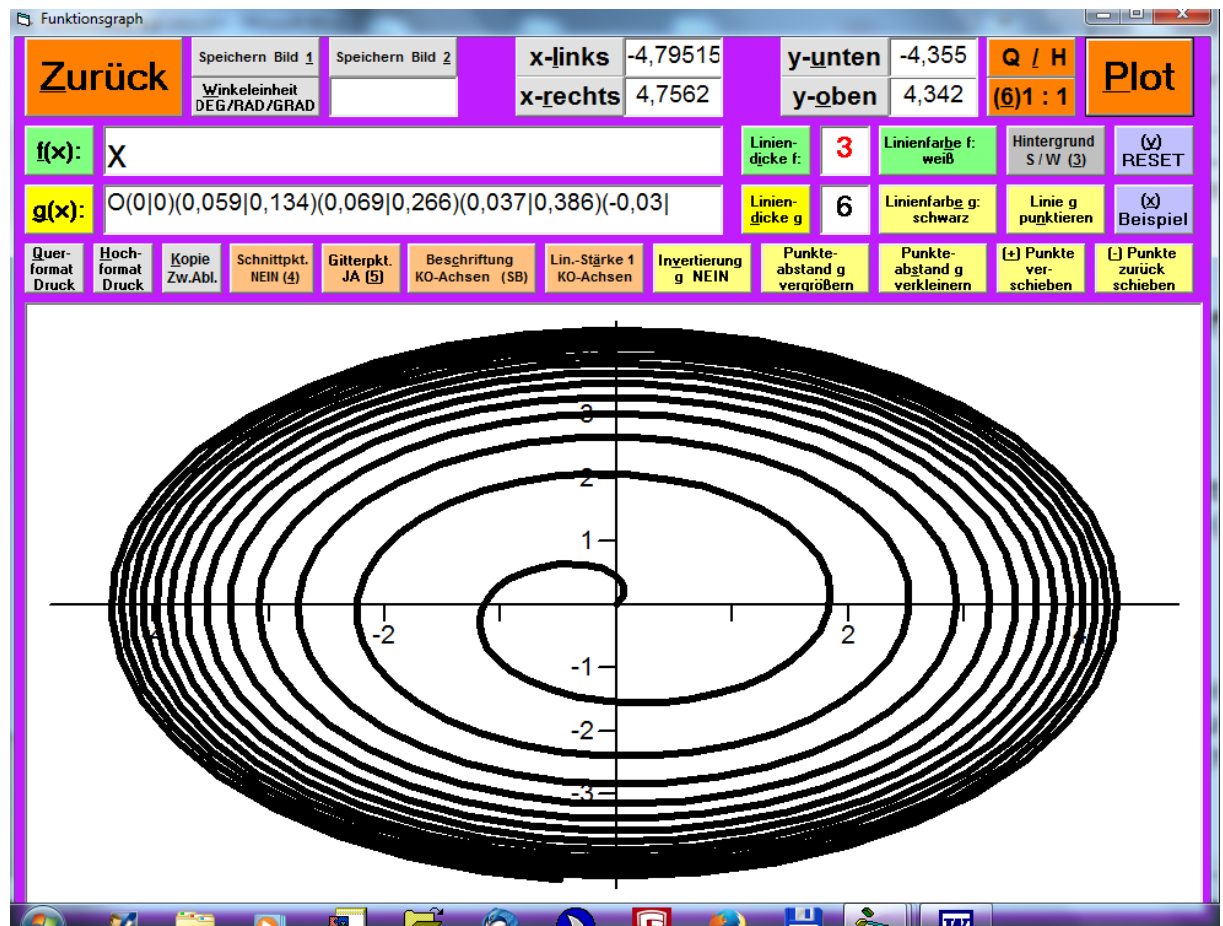 Funktionsgraph
Zurück
Speichern Bild 1
Speichern Bild 2
Winkeleinheit
DEG/RAD/GRAD
x-links -4,79515
x-rechts 4,7562
y-unten -4,355
y-oben 4,342
Q / H
(6)1 : 1
Plot
f(x): X
Linien-
dicke f: 3
Linienfarbe f:
weiß
Hintergrund
S / W (3)
(v)
RESET
g(x): O(0|0)(0,059|0,134)(0,069|0,266)(0,037|0,386)(-0,03|
Linien-
dicke g 6
Linienfarbe g:
schwarz
Linie g
punktieren
(x)
Beispiel
Quer-
format
Druck
Hoch-
format
Druck
Kopie
Zw.Abl.
Schnittpkt.
NEIN (4)
Gitterpkt.
JA (5)
Beschriftung
KO-Achsen (SB)
Lin.-Stärke 1
KO-Achsen
Invertierung
g NEIN
Punkte-
abstand g
vergrößern
Punkte-
abstand g
verkleinern
(+) Punkte
ver-
schieben
(-) Punkte
zurück
schieben
3
2
1
-2 2 4
-1
-2
-3
W